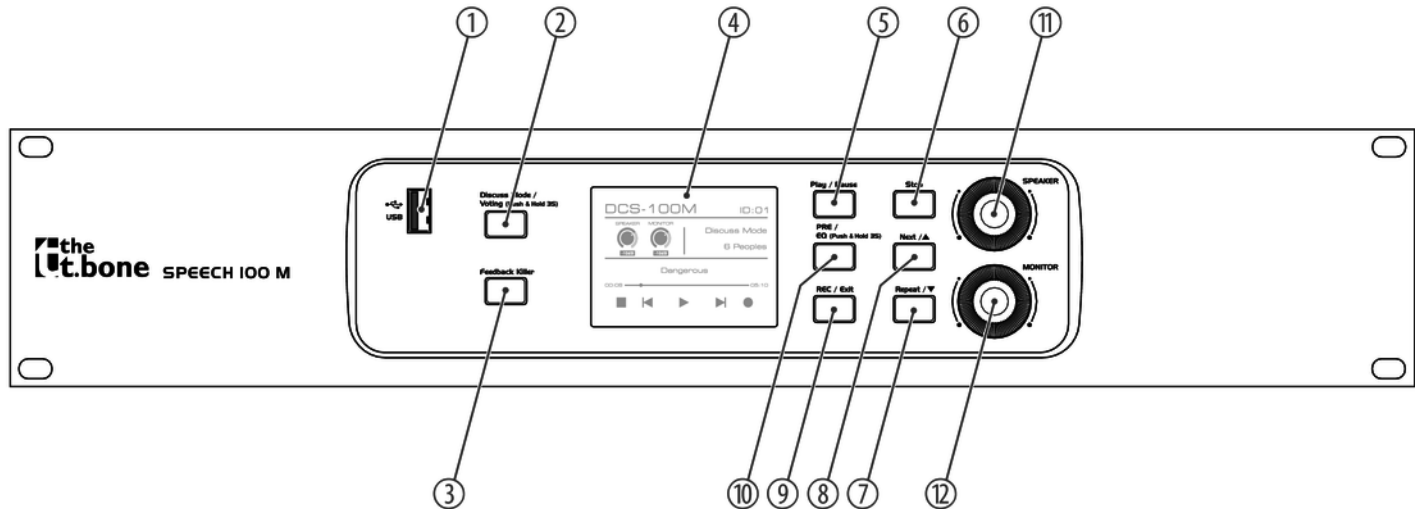 ① ② ④ ⑤ ⑥ ⑪
USB
Discuss Mode /
Voting (Push & Hold 3S)
Feedback Killer
DCS-100M ID:01
SPEAKER MONITOR
Discuss Mode
6 Peoples
Dangerous
00:08 05:10
Play / Pause
Stop
PRE /
EQ (Push & Hold 3S)
Next / ▲
REC / Exit
Repeat / ▼
SPEAKER
MONITOR
the
t.bone SPEECH 100 M
③ ⑩ ⑨ ⑧ ⑦ ⑫